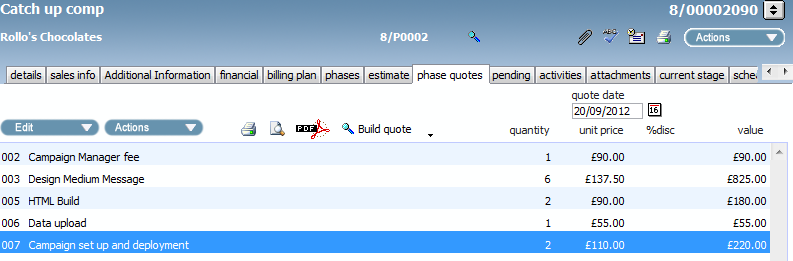 Catch up comp 8/00002090
Rollo's Chocolates 8/P0002 ABC Actions
details sales info Additional Information financial billing plan phases estimate phase quotes pending activities attachments current stage sche
quote date
20/09/2012 16
Edit Actions PDF Build quote quantity unit price %disc value
002 Campaign Manager fee 1 £90.00 £90.00
003 Design Medium Message 6 £137.50 £825.00
005 HTML Build 2 £90.00 £180.00
006 Data upload 1 £55.00 £55.00
007 Campaign set up and deployment 2 £110.00 £220.00